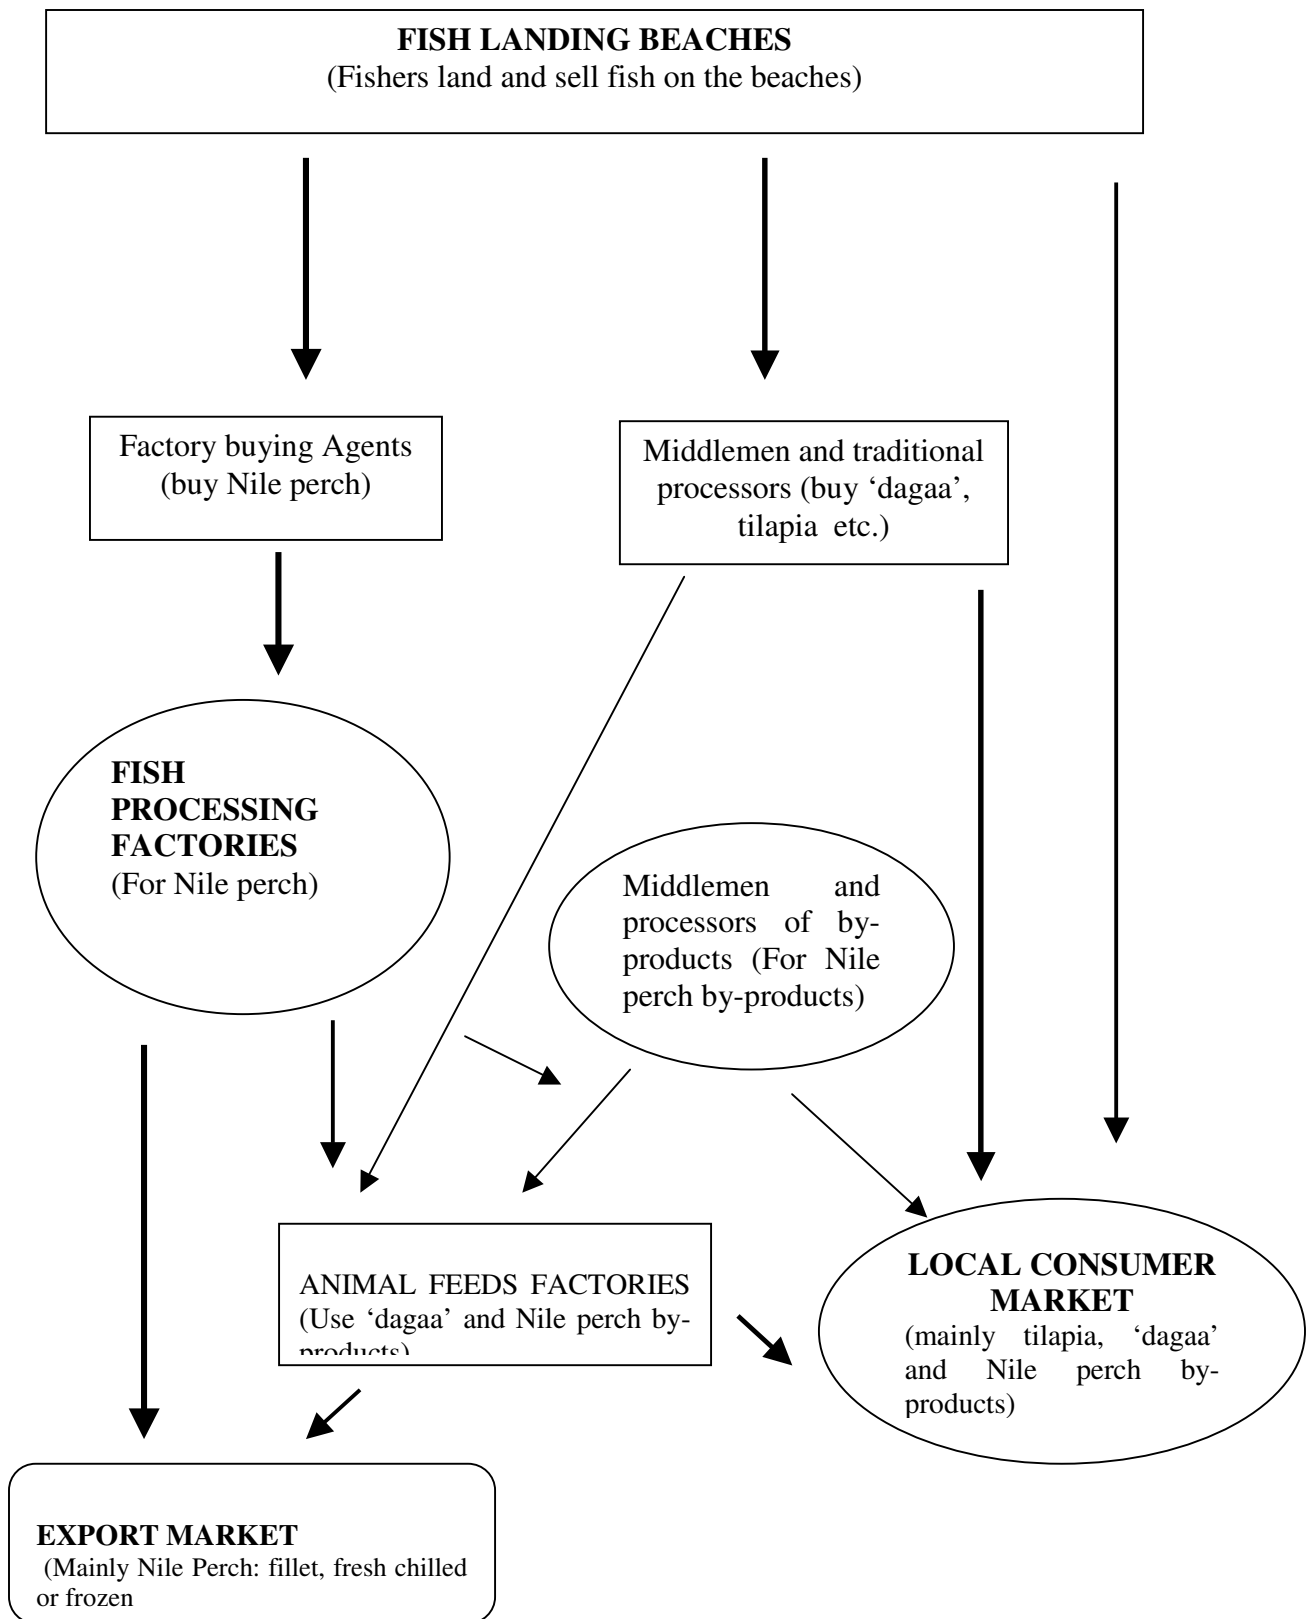 FISH LANDING BEACHES
(Fishers land and sell fish on the beaches)
Factory buying Agents
(buy Nile perch)
Middlemen and traditional
processors (buy ‘dagaa’,
tilapia etc.)
FISH
PROCESSING
FACTORIES
(For Nile perch)
Middlemen and
processors of by-
products (For Nile
perch by-products)
ANIMAL FEEDS FACTORIES
(Use ‘dagaa’ and Nile perch by-
products)
LOCAL CONSUMER
MARKET
(mainly tilapia, ‘dagaa’
and Nile perch by-
products)
EXPORT MARKET
(Mainly Nile Perch: fillet, fresh chilled
or frozen